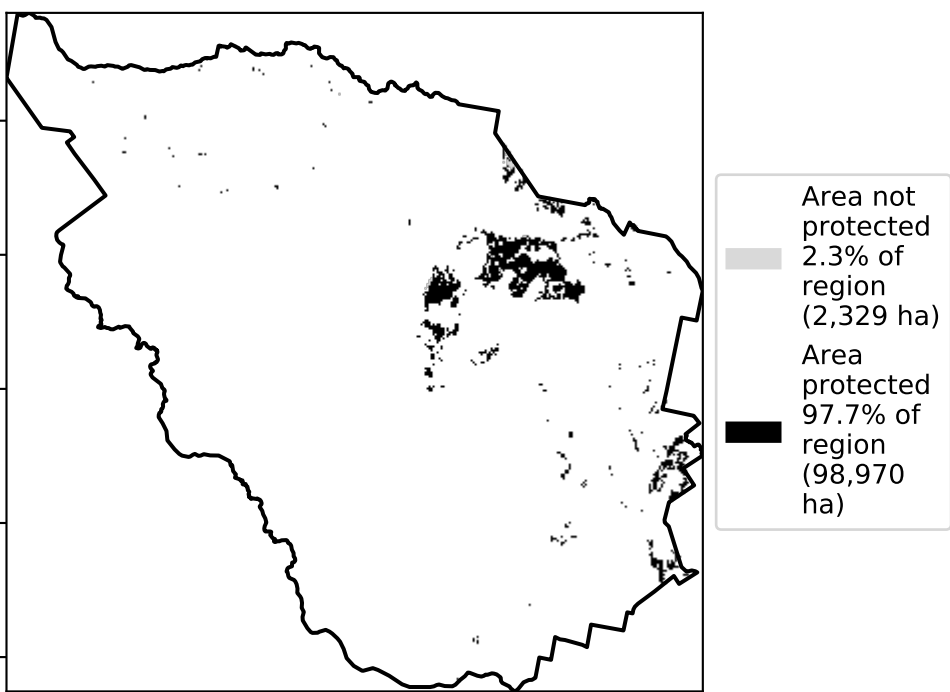 Area not
protected
2.3% of
region
(2,329 ha)
Area
protected
97.7% of
region
(98,970
ha)